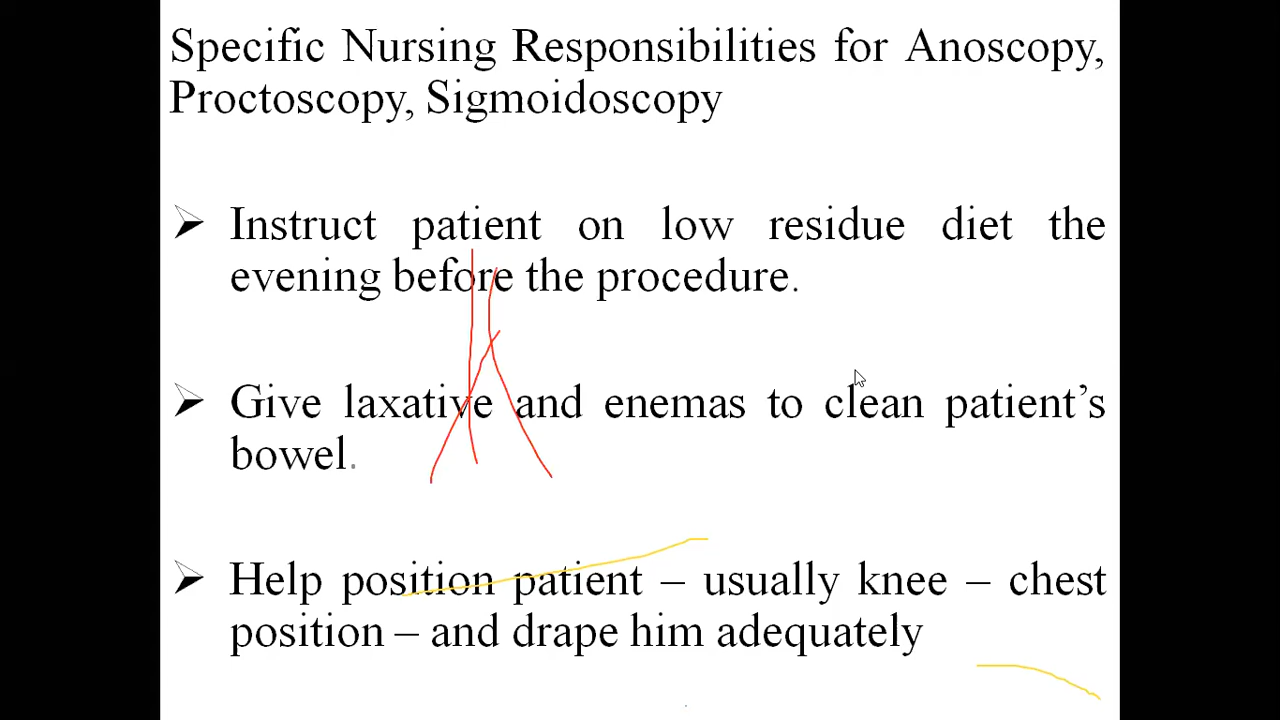 Specific Nursing Responsibilities for Anoscopy,
Proctoscopy, Sigmoidoscopy
➢ Instruct patient on low residue diet the
evening before the procedure.
➢ Give laxative and enemas to clean patient’s
bowel.
➢ Help position patient – usually knee – chest
position – and drape him adequately